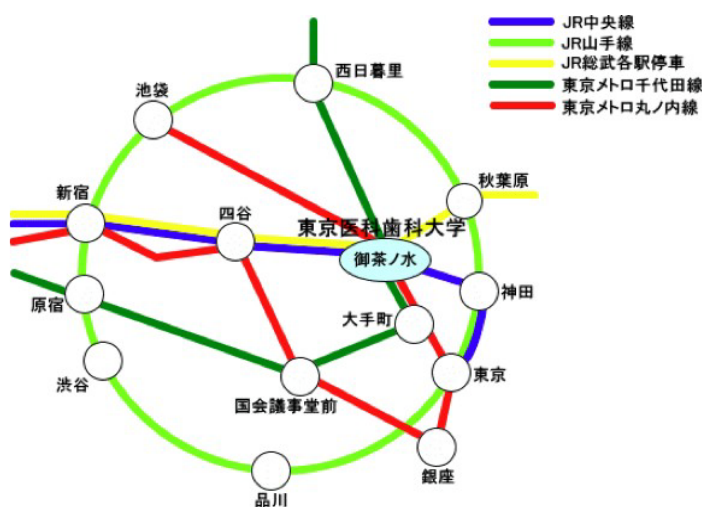 JR中央線
JR山手線
JR総武各駅停車
東京メトロ千代田線
東京メトロ丸ノ内線
西日暮里
池袋
秋葉原
新宿
四谷
東京医科歯科大学
御茶ノ水
神田
原宿
大手町
渋谷
東京
国会議事堂前
銀座
品川